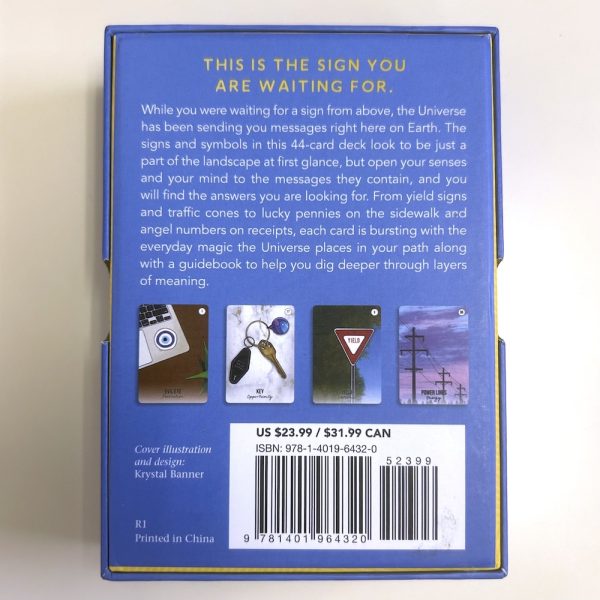 THIS IS THE SIGN YOU
ARE WAITING FOR.
While you were waiting for a sign from above, the Universe
has been sending you messages right here on Earth. The
signs and symbols in this 44-card deck look to be just a
part of the landscape at first glance, but open your senses
and your mind to the messages they contain, and you
will find the answers you are looking for. From yield signs
and traffic cones to lucky pennies on the sidewalk and
angel numbers on receipts, each card is bursting with the
everyday magic the Universe places in your path along
with a guidebook to help you dig deeper through layers
of meaning.
KEY
Opportunity
YIELD
POWER LINES
Cover illustration
and design:
Krystal Banner
R1
Printed in China
US $23.99 / $31.99 CAN
ISBN: 978-1-4019-6432-0
52399
9 781401 964320